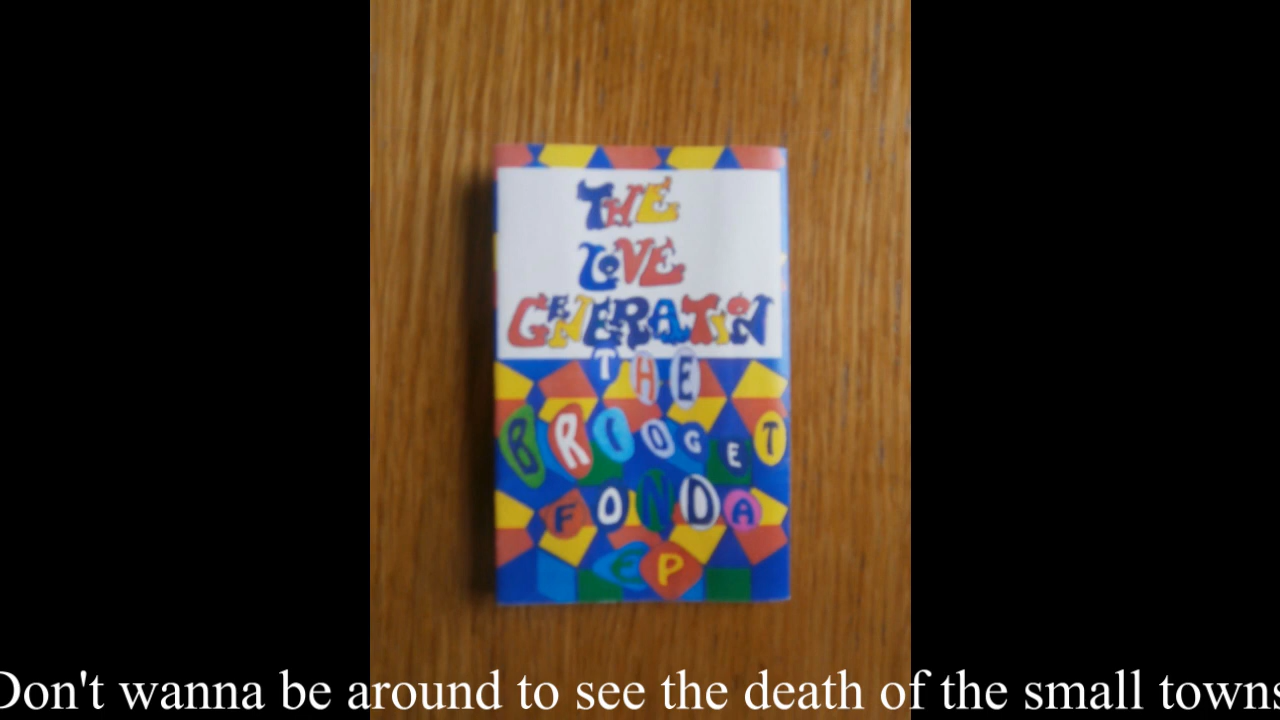 THE
LOVE
GENERATION
THE
BRIDGET
FONDA
EP
Don't wanna be around to see the death of the small towns